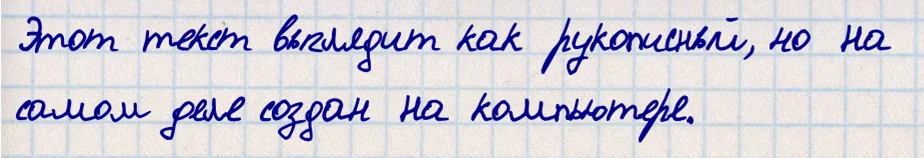 Этот текст выглядит как рукописный, но на
самом деле создан на компьютере.